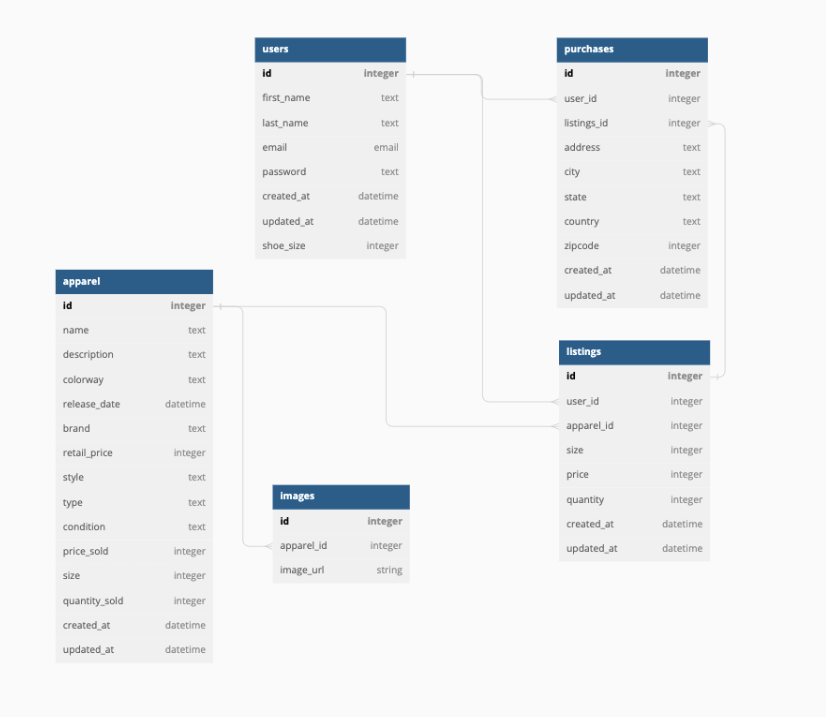 users
id integer
first_name text
last_name text
email email
password text
created_at datetime
updated_at datetime
shoe_size integer
purchases
id integer
user_id integer
listings_id integer
address text
city text
state text
country text
zipcode integer
created_at datetime
updated_at datetime
apparel
id integer
name text
description text
colorway text
release_date datetime
brand text
retail_price integer
style text
type text
condition text
price_sold integer
size integer
quantity_sold integer
created_at datetime
updated_at datetime
listings
id integer
user_id integer
apparel_id integer
size integer
price integer
quantity integer
created_at datetime
updated_at datetime
images
id integer
apparel_id integer
image_url string